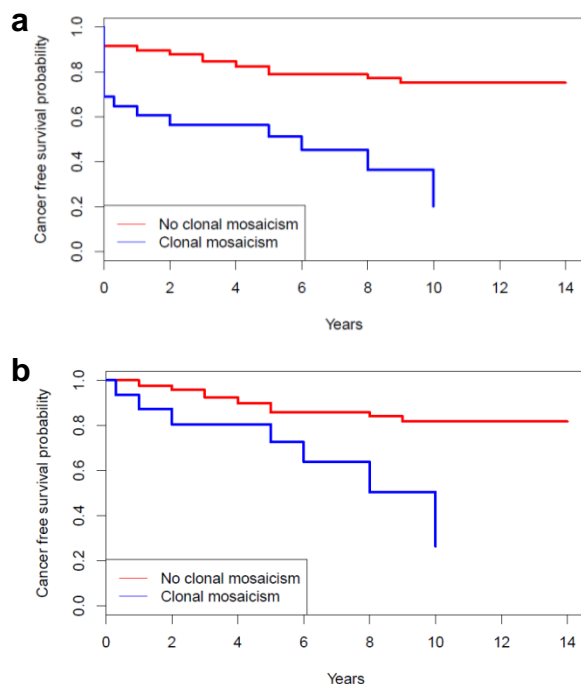 a
Cancer free survival probability
1.0
0.8
0.6
0.4
0.2
0.0
No clonal mosaicism
Clonal mosaicism
0 2 4 6 8 10 12 14
Years
b
Cancer free survival probability
1.0
0.8
0.6
0.4
0.2
0.0
No clonal mosaicism
Clonal mosaicism
0 2 4 6 8 10 12 14
Years